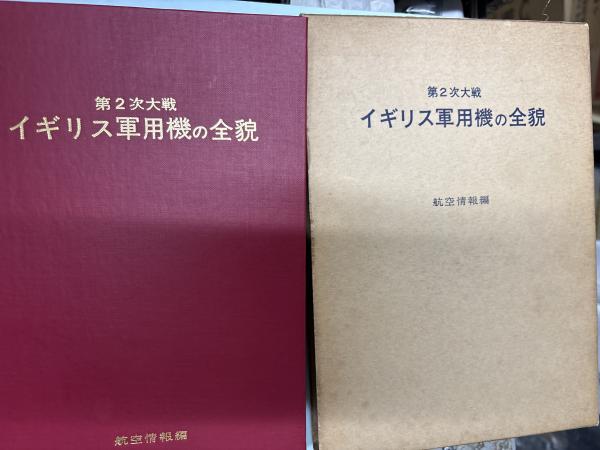 第2次大戦
イギリス軍用機の全貌
航空情報編
第2次大戦
イギリス軍用機の全貌
航空情報編